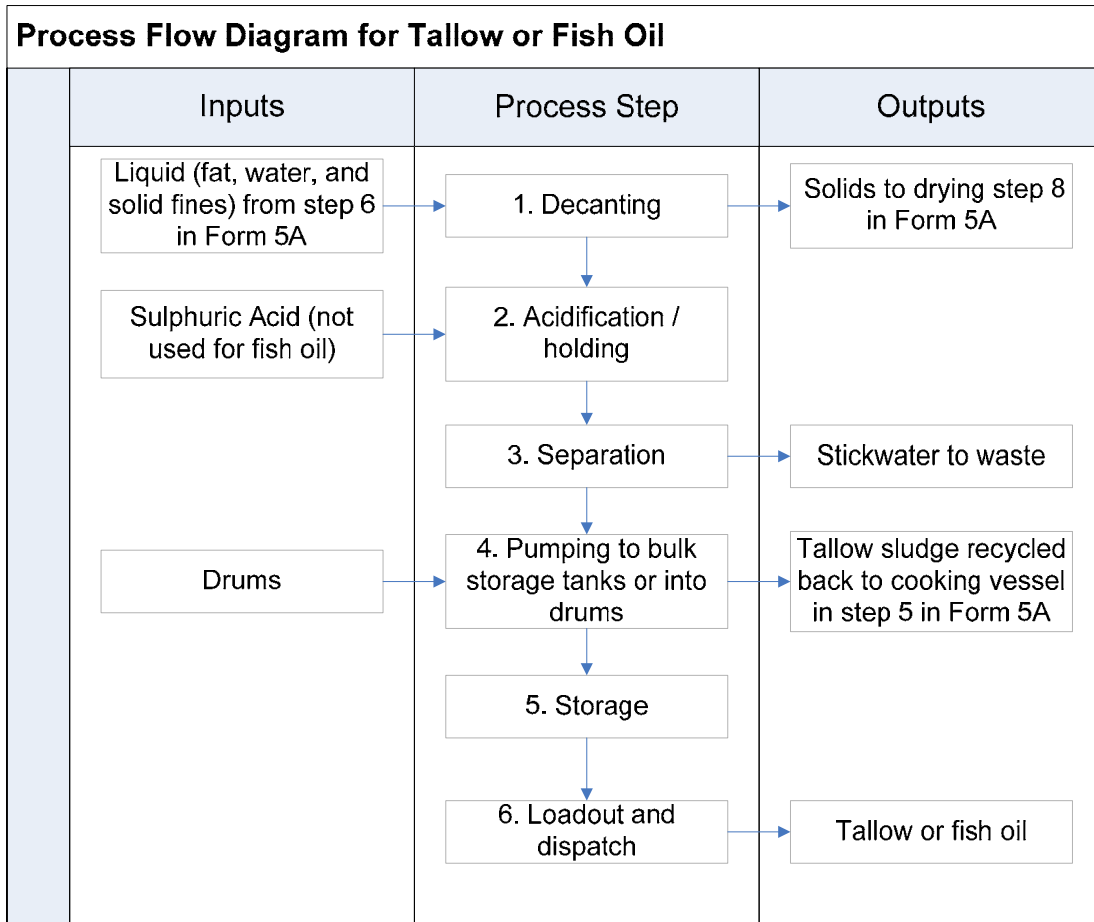 Process Flow Diagram for Tallow or Fish Oil
Inputs
Process Step
Outputs
Liquid (fat, water, and
solid fines) from step 6
in Form 5A
1. Decanting
Solids to drying step 8
in Form 5A
Sulphuric Acid (not
used for fish oil)
2. Acidification /
holding
3. Separation
Stickwater to waste
Drums
4. Pumping to bulk
storage tanks or into
drums
Tallow sludge recycled
back to cooking vessel
in step 5 in Form 5A
5. Storage
6. Loadout and
dispatch
Tallow or fish oil